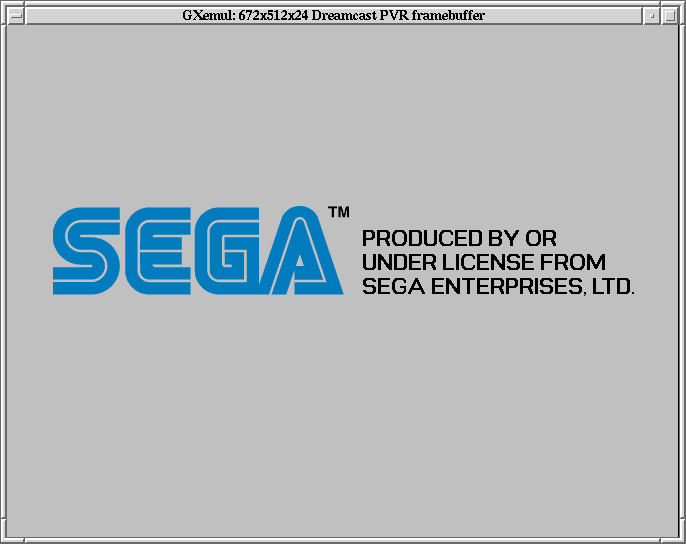 GXemul: 672x512x24 Dreamcast PVR framebuffer
SEGA™
PRODUCED BY OR
UNDER LICENSE FROM
SEGA ENTERPRISES, LTD.